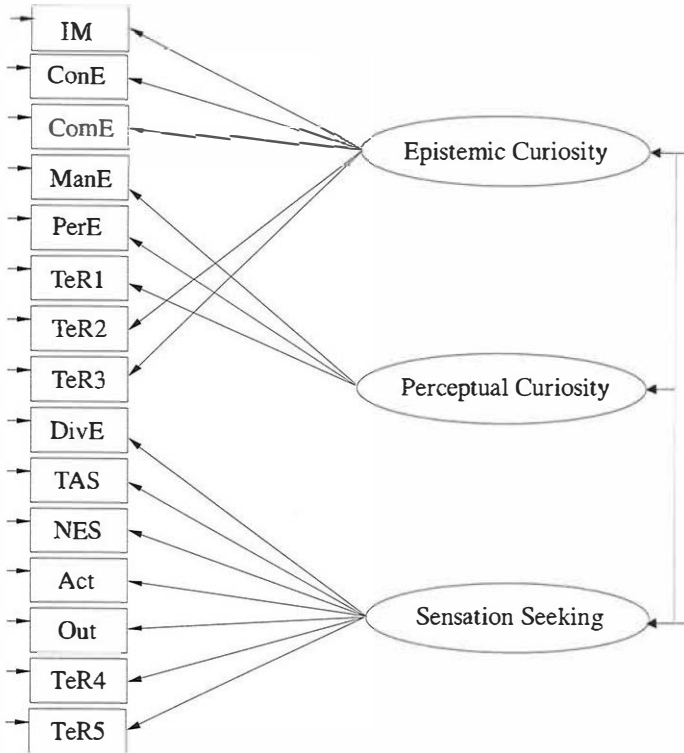 IM
ConE
ComE
ManE
PerE
TeR1
TeR2
TeR3
DivE
TAS
NES
Act
Out
TeR4
TeR5
Epistemic Curiosity
Perceptual Curiosity
Sensation Seeking